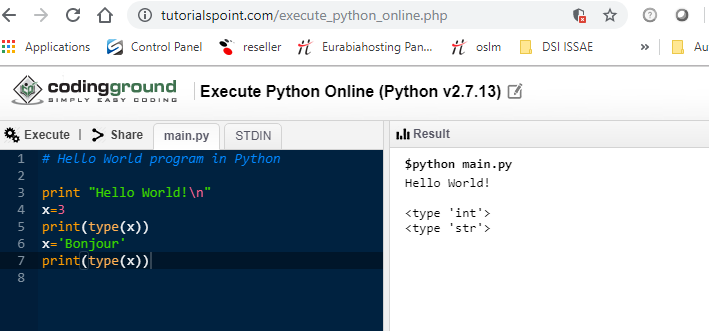 tutorialspoint.com/execute_python_online.php
Applications Control Panel reseller Eurabiahosting Pan... oslm DSI ISSAE » Au
codingground
SIMPLY EASY CODING
Execute Python Online (Python v2.7.13)
Execute | Share main.py STDIN
1 # Hello World program in Python
2
3 print "Hello World!\n"
4 x=3
5 print(type(x))
6 x='Bonjour'
7 print(type(x))
8
Result
$python main.py
Hello World!
<type 'int'>
<type 'str'>